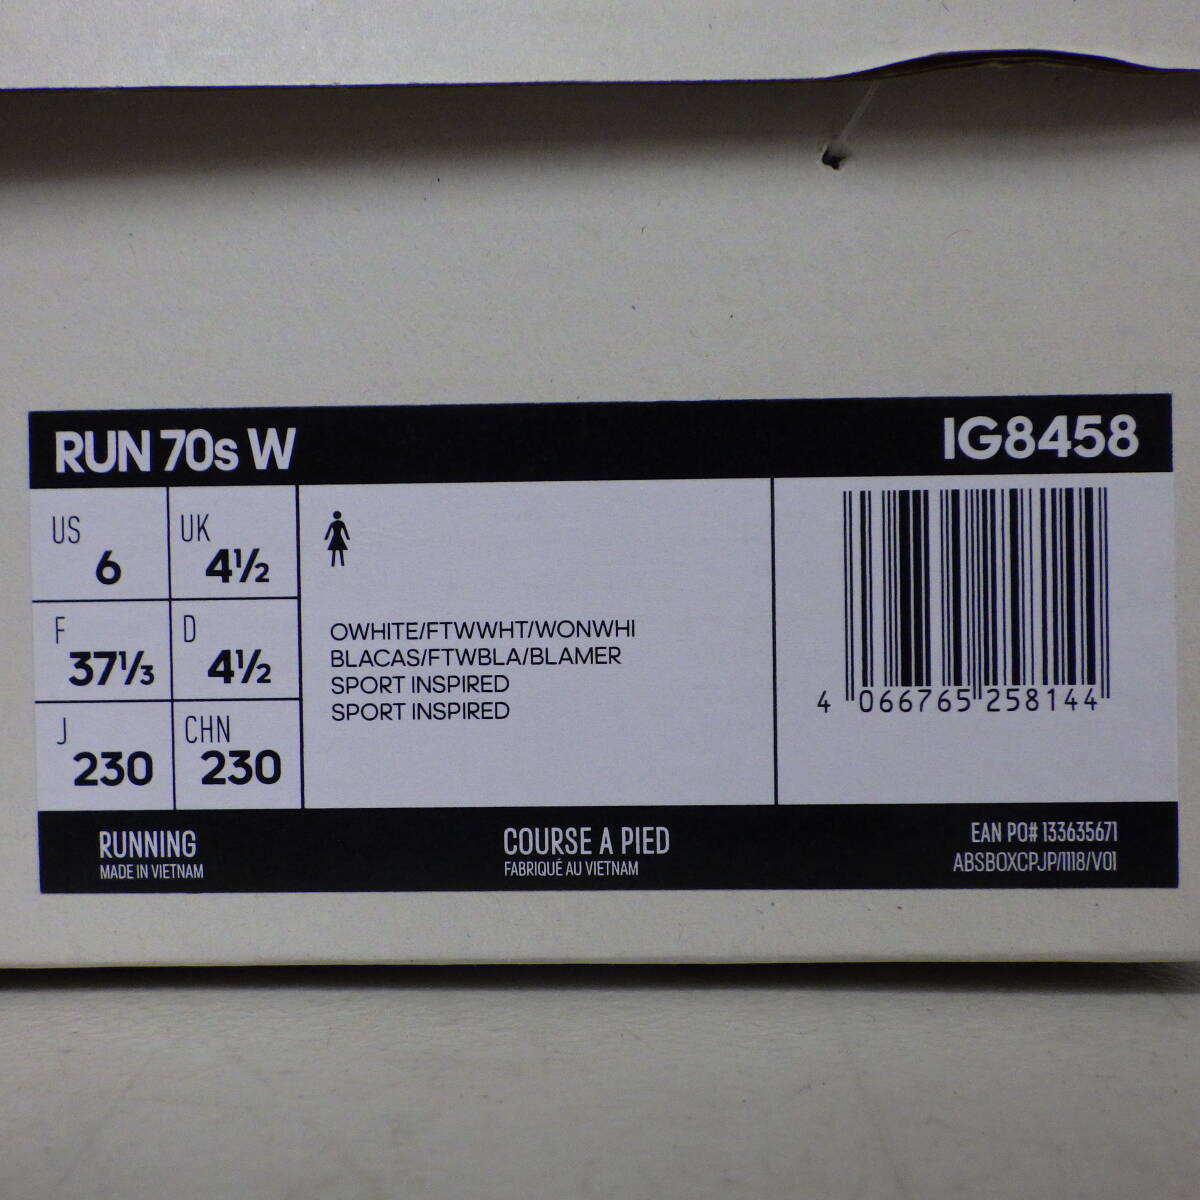 RUN 70s W
IG8458
US 6
UK 4½
F 37⅓
D 4½
J 230
CHN 230
OWHITE/FTWWHT/WONWHI
BLACAS/FTWBLA/BLAMER
SPORT INSPIRED
SPORT INSPIRED
4 066765 258144
RUNNING
MADE IN VIETNAM
COURSE A PIED
FABRIQUÉ AU VIETNAM
EAN PO# 133635671
ABSBOXCPJP/1118/V01